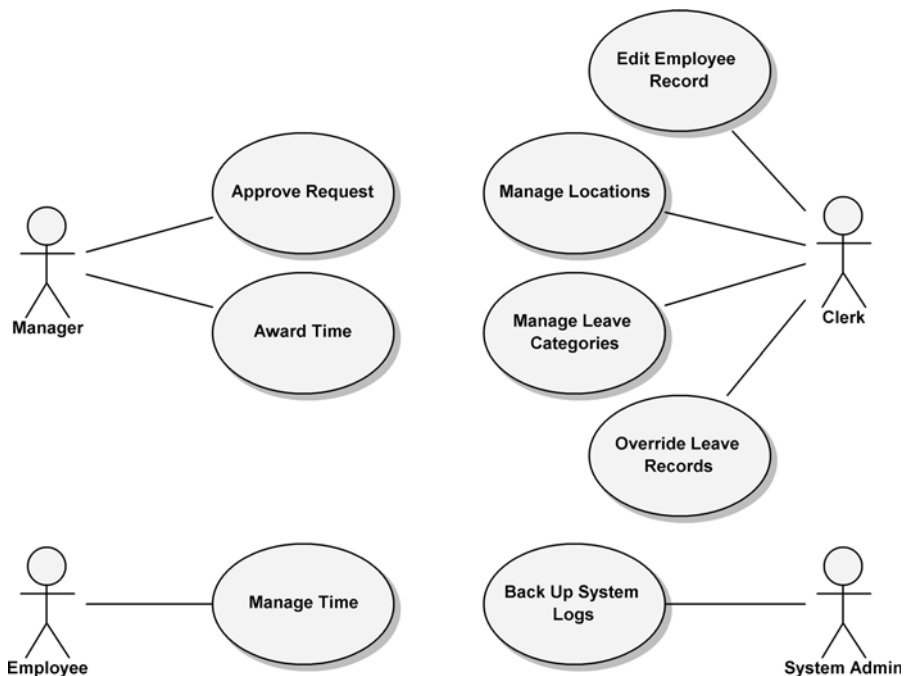 Edit Employee
Record
Approve Request
Manage Locations
Manager
Clerk
Award Time
Manage Leave
Categories
Override Leave
Records
Manage Time
Back Up System
Logs
Employee
System Admin